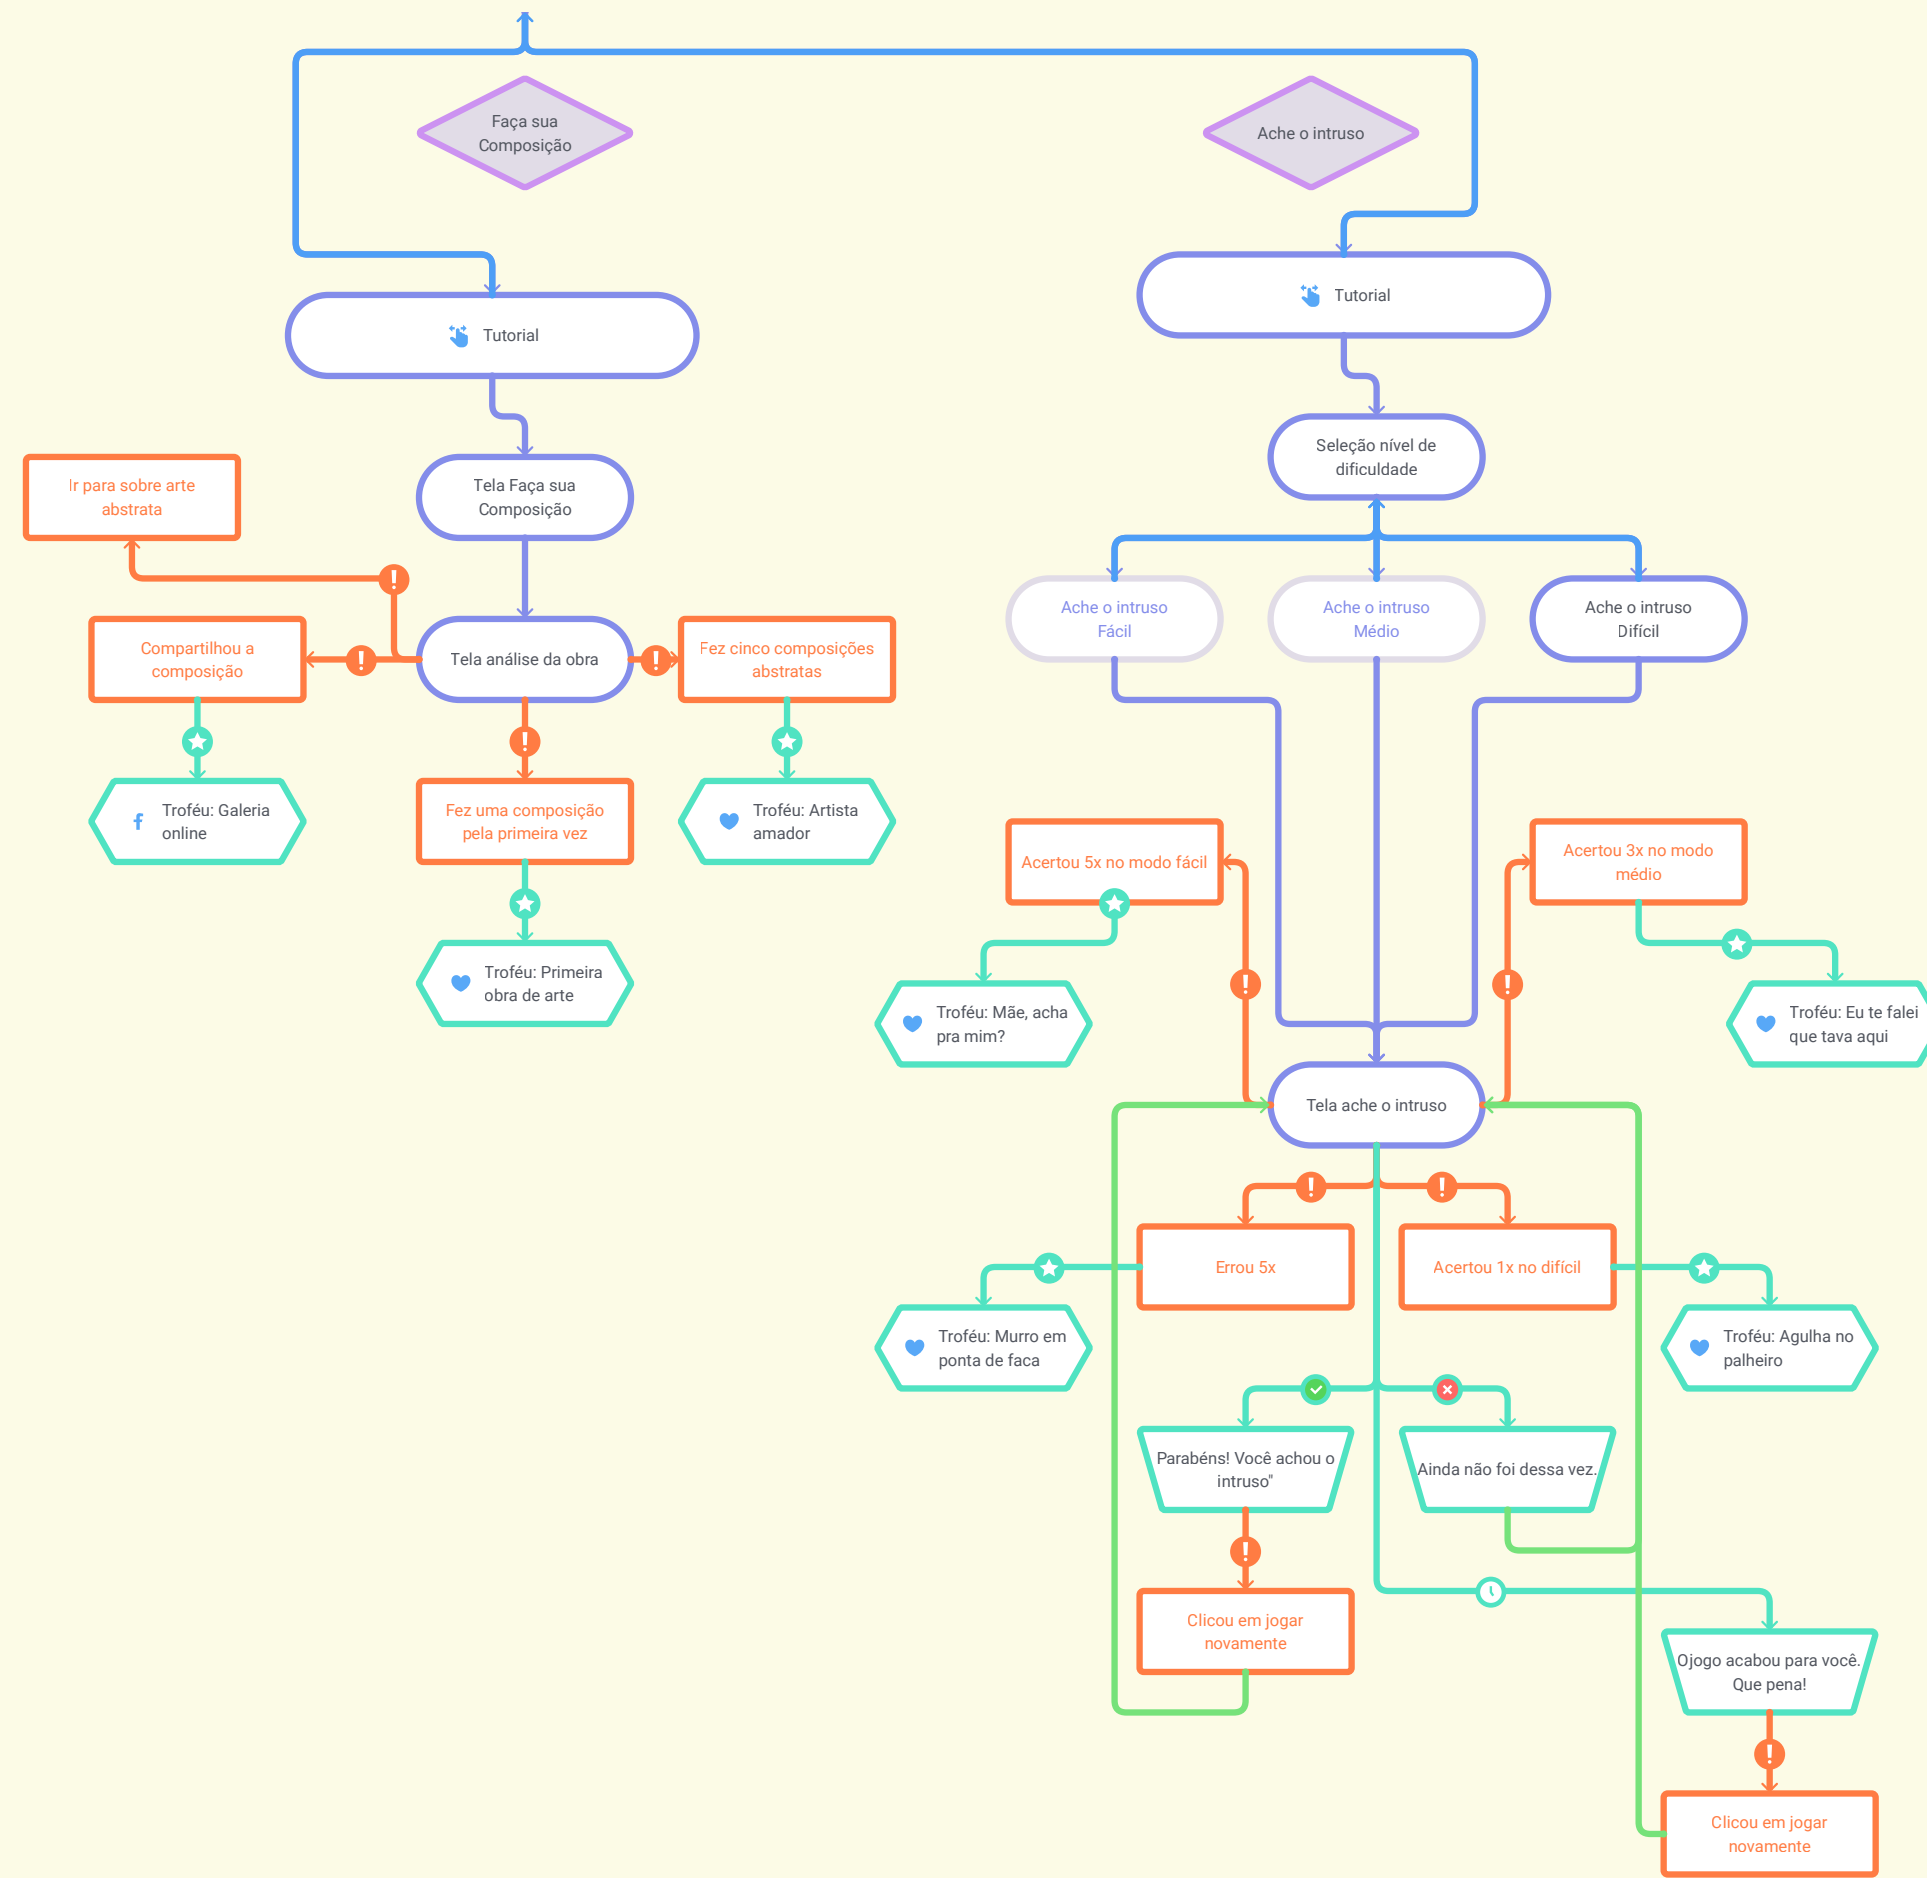 Faça sua
Composição
Ache o intruso
Tutorial
Tutorial
Seleção nível de
dificuldade
Ir para sobre arte
abstrata
Tela Faça sua
Composição
Ache o intruso
Fácil
Ache o intruso
Médio
Ache o intruso
Difícil
Compartilhou a
composição
Tela análise da obra
Fez cinco composições
abstratas
Troféu: Galeria
online
Fez uma composição
pela primeira vez
Troféu: Artista
amador
Acertou 5x no modo fácil
Acertou 3x no modo
médio
Troféu: Primeira
obra de arte
Troféu: Mãe, acha
pra mim?
Troféu: Eu te falei
que tava aqui
Tela ache o intruso
Errou 5x
Acertou 1x no difícil
Troféu: Murro em
ponta de faca
Troféu: Agulha no
palheiro
Parabéns! Você achou o
intruso"
Ainda não foi dessa vez.
Clicou em jogar
novamente
Ojogo acabou para você.
Que pena!
Clicou em jogar
novamente